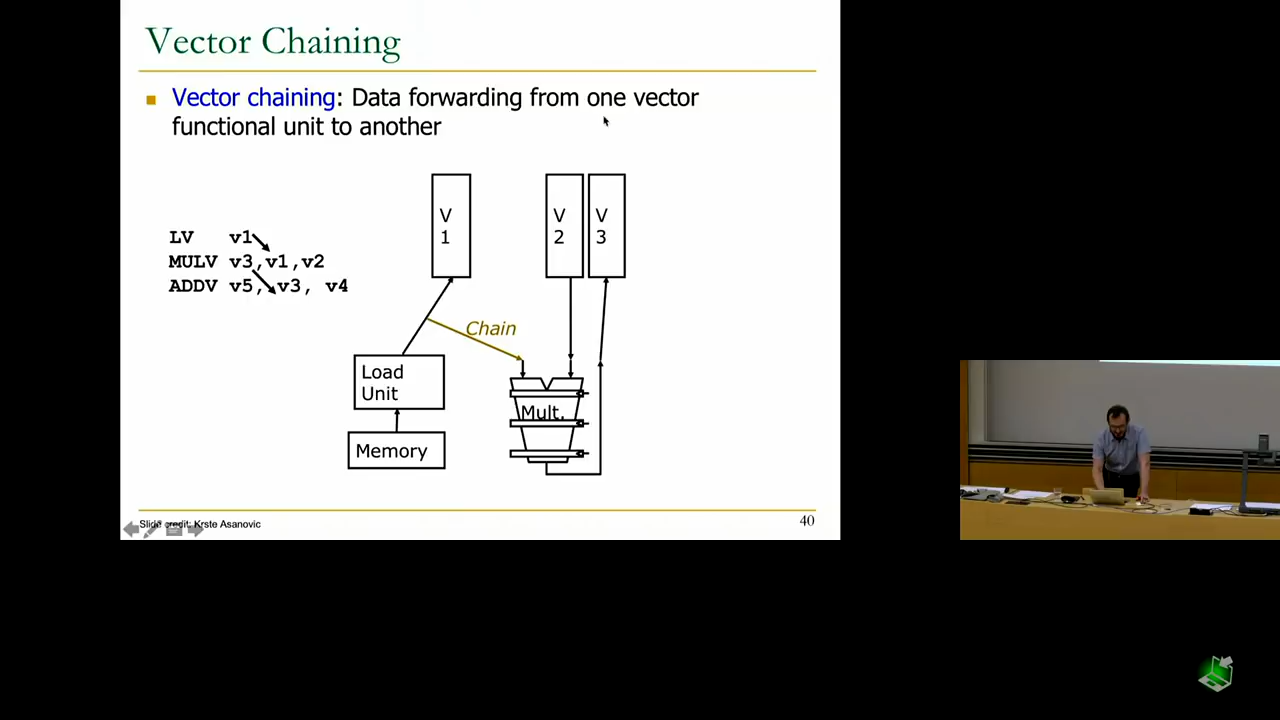 Vector Chaining
Vector chaining: Data forwarding from one vector
functional unit to another
LV v1
MULV v3,v1,v2
ADDV v5, v3, v4
V
1
V
2
V
3
Chain
Load
Unit
Mult.
Memory
Slide credit: Krste Asanovic
40